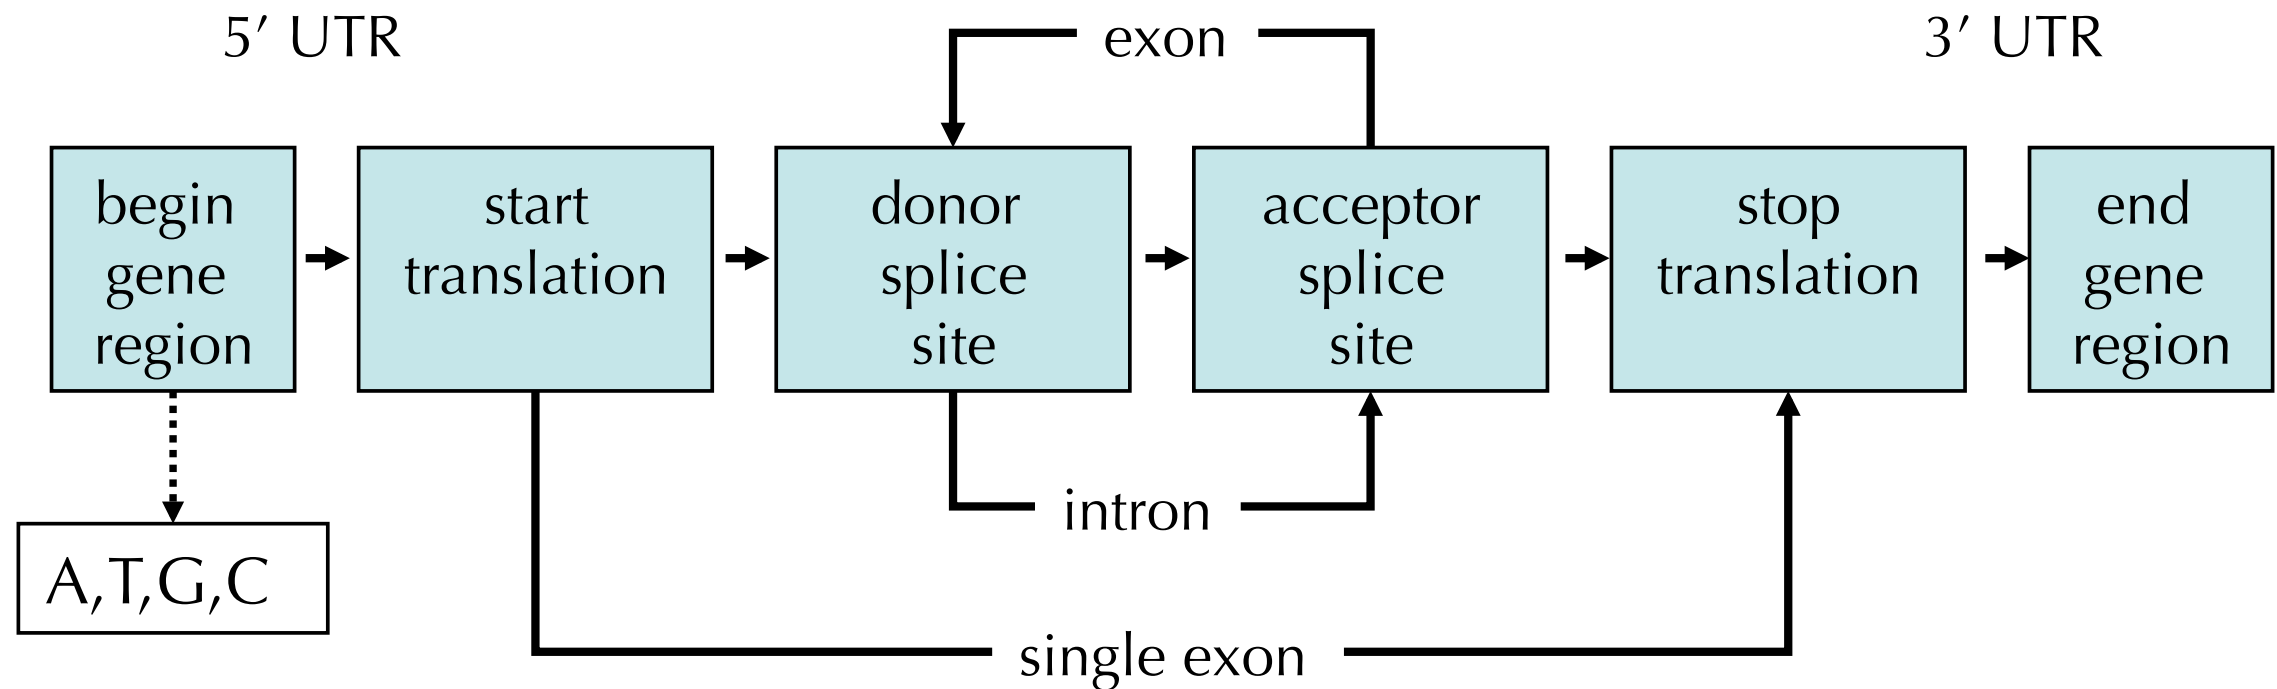 5′ UTR
exon
3′ UTR
begin
gene
region
start
translation
donor
splice
site
acceptor
splice
site
stop
translation
end
gene
region
intron
A,T,G,C
single exon